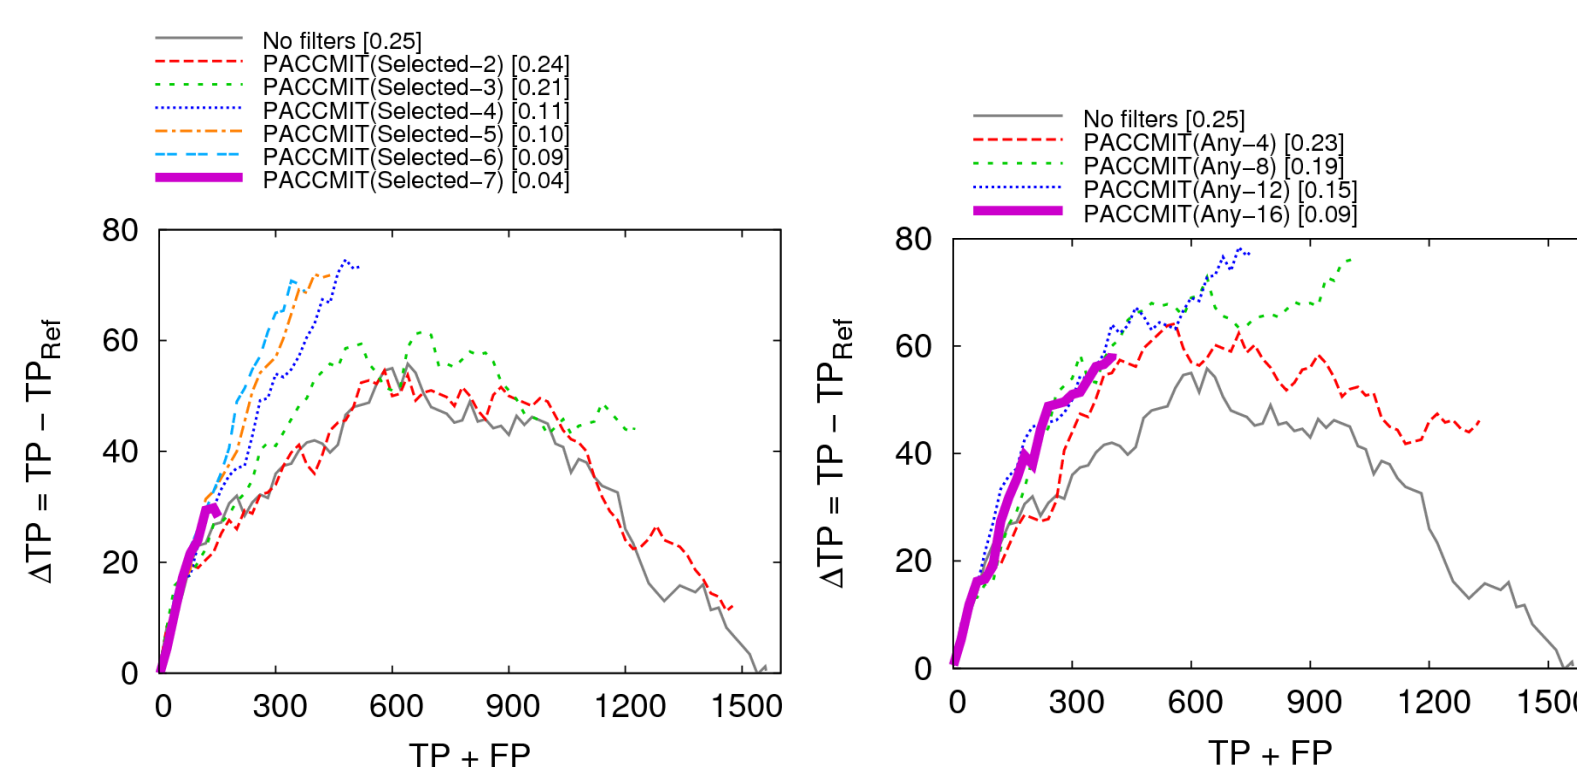 No filters [0.25]
PACCMIT(Selected−2) [0.24]
PACCMIT(Selected−3) [0.21]
PACCMIT(Selected−4) [0.11]
PACCMIT(Selected−5) [0.10]
PACCMIT(Selected−6) [0.09]
PACCMIT(Selected−7) [0.04]
80
60
40
20
0
ΔTP = TP − TPRef
0 300 600 900 1200 1500
TP + FP
No filters [0.25]
PACCMIT(Any−4) [0.23]
PACCMIT(Any−8) [0.19]
PACCMIT(Any−12) [0.15]
PACCMIT(Any−16) [0.09]
80
60
40
20
0
ΔTP = TP − TPRef
0 300 600 900 1200 150
TP + FP